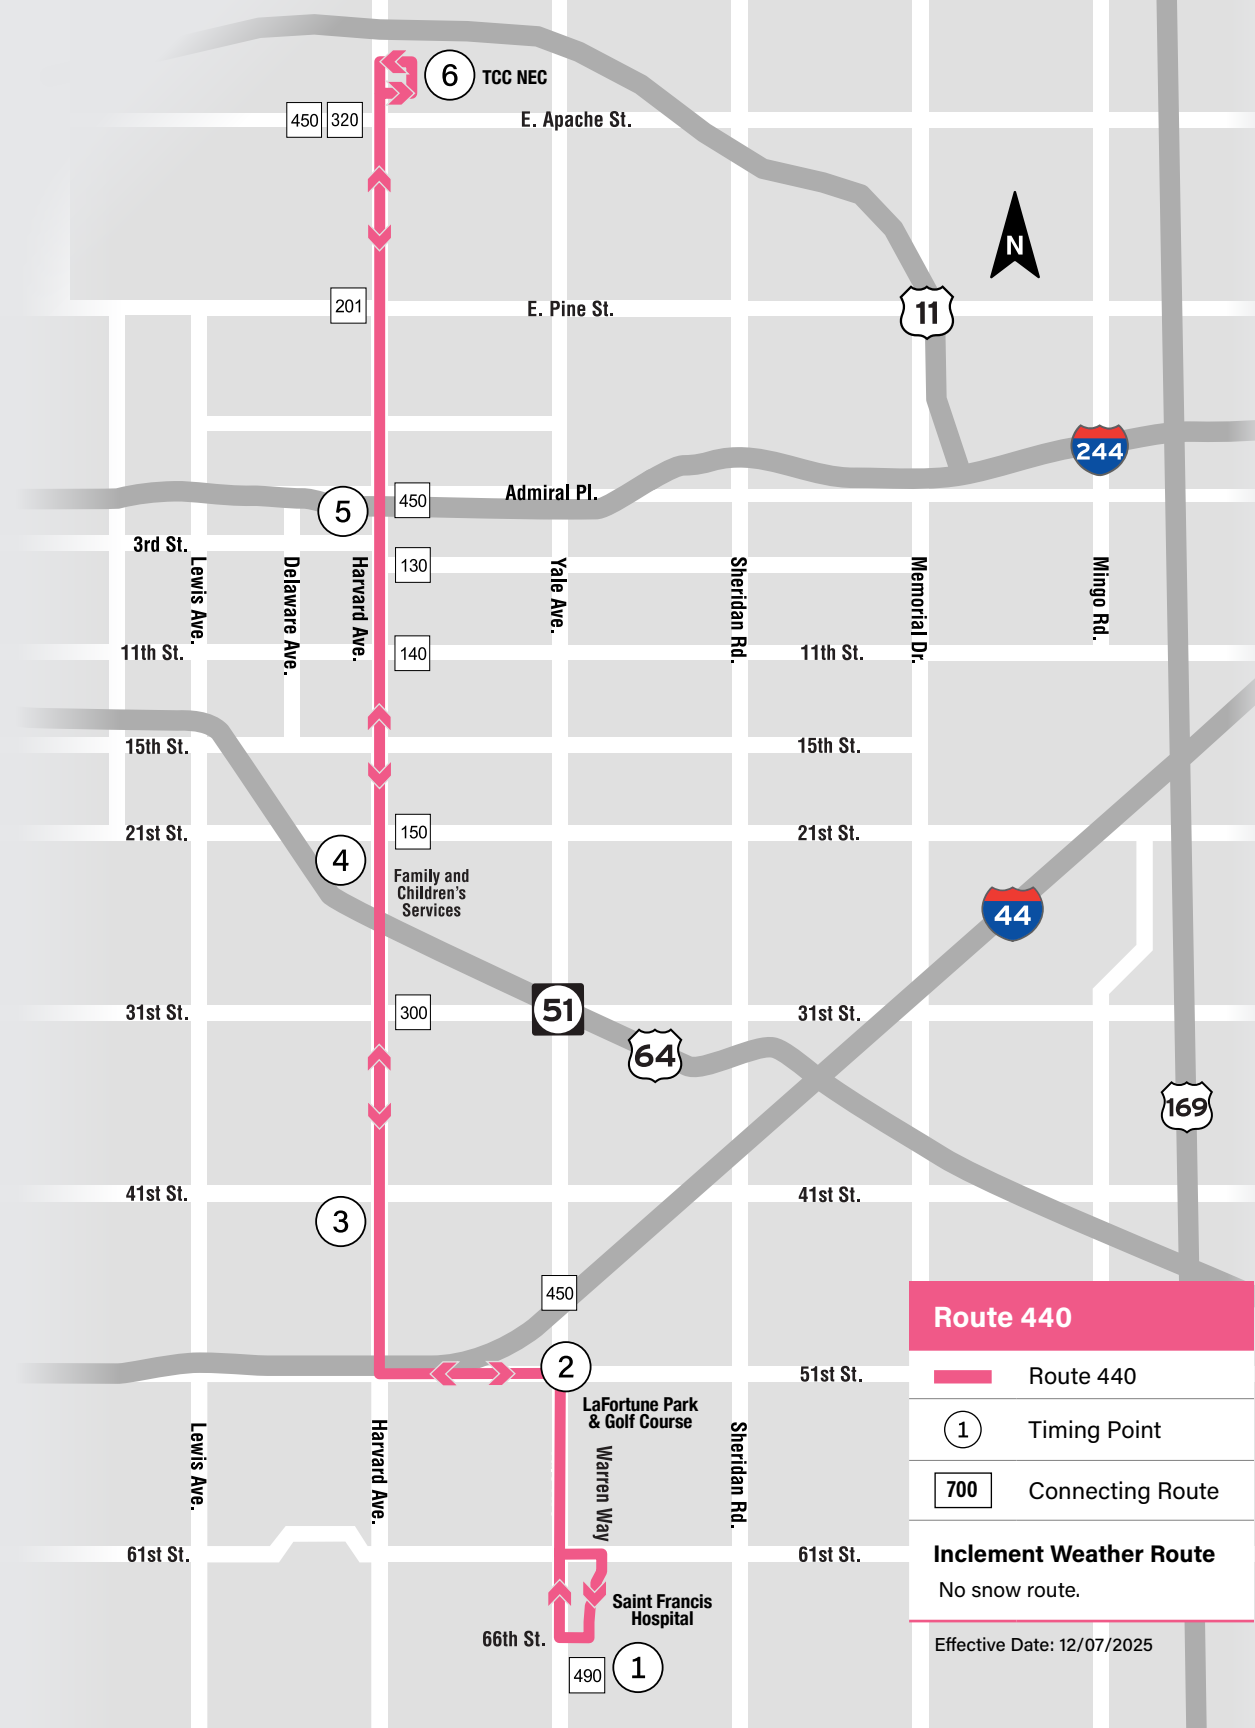 6
TCC NEC
450
320
E. Apache St.
N
201
E. Pine St.
11
244
Admiral Pl.
450
5
3rd St.
130
Lewis Ave.
Delaware Ave.
Harvard Ave.
Yale Ave.
Sheridan Rd.
Memorial Dr.
Mingo Rd.
11th St.
140
11th St.
15th St.
15th St.
21st St.
150
21st St.
4
Family and
Children's
Services
44
31st St.
300
51
31st St.
64
169
41st St.
41st St.
3
450
2
51st St.
LaFortune Park
& Golf Course
Lewis Ave.
Harvard Ave.
Warren Way
Sheridan Rd.
61st St.
61st St.
Saint Francis
Hospital
66th St.
490
1
Route 440
Route 440
1
Timing Point
700
Connecting Route
Inclement Weather Route
No snow route.
Effective Date: 12/07/2025